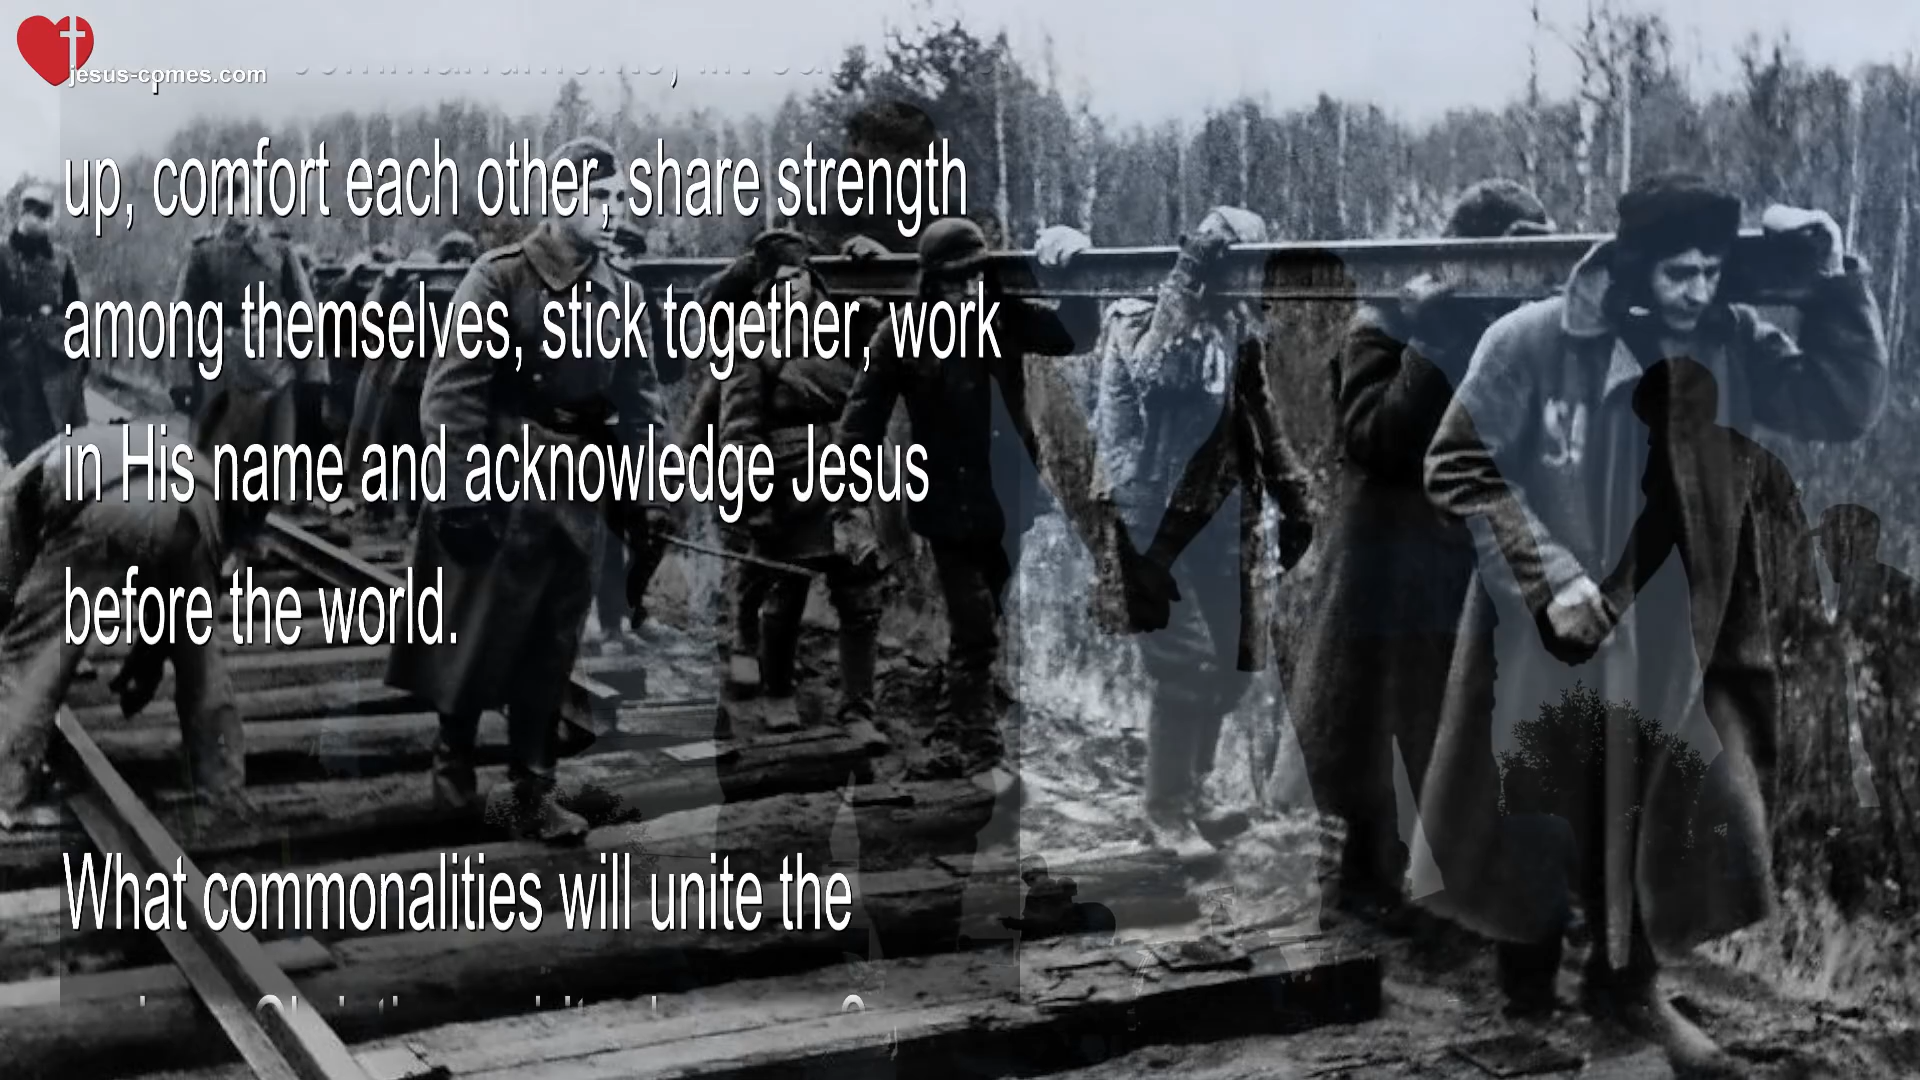 jesus-comes.com
up, comfort each other, share strength
among themselves, stick together, work
in His name and acknowledge Jesus
before the world.
What commonalities will unite the